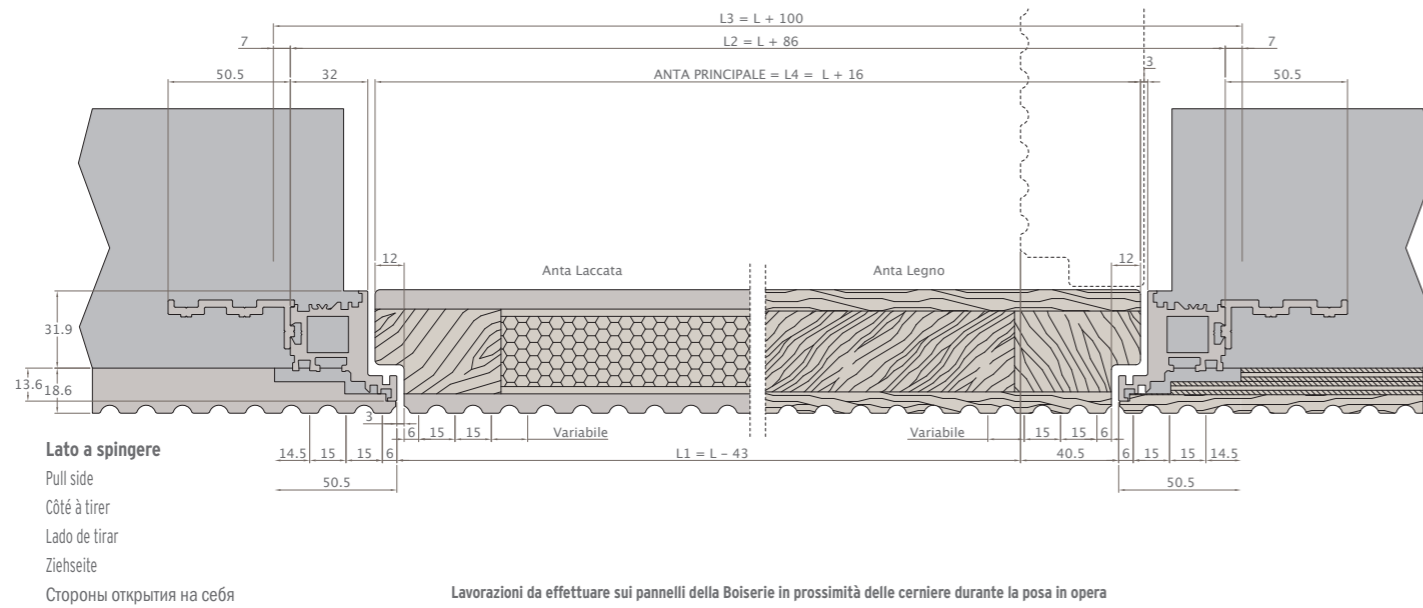 L3 = L + 100
7 L2 = L + 86 7
50.5 32 ANTA PRINCIPALE = L4 = L + 16 3 50.5
12 Anta Laccata Anta Legno 12
31.9
13.6 18.6
3
6 15 15 Variabile Variabile 15 15 6
14.5 15 15 6 L1 = L – 43 40.5 6 15 15 14.5
50.5 50.5
Lato a spingere
Pull side
Côté à tirer
Lado de tirar
Ziehseite
Стороны открытия на себя
Lavorazioni da effettuare sui pannelli della Boiserie in prossimità delle cerniere durante la posa in opera